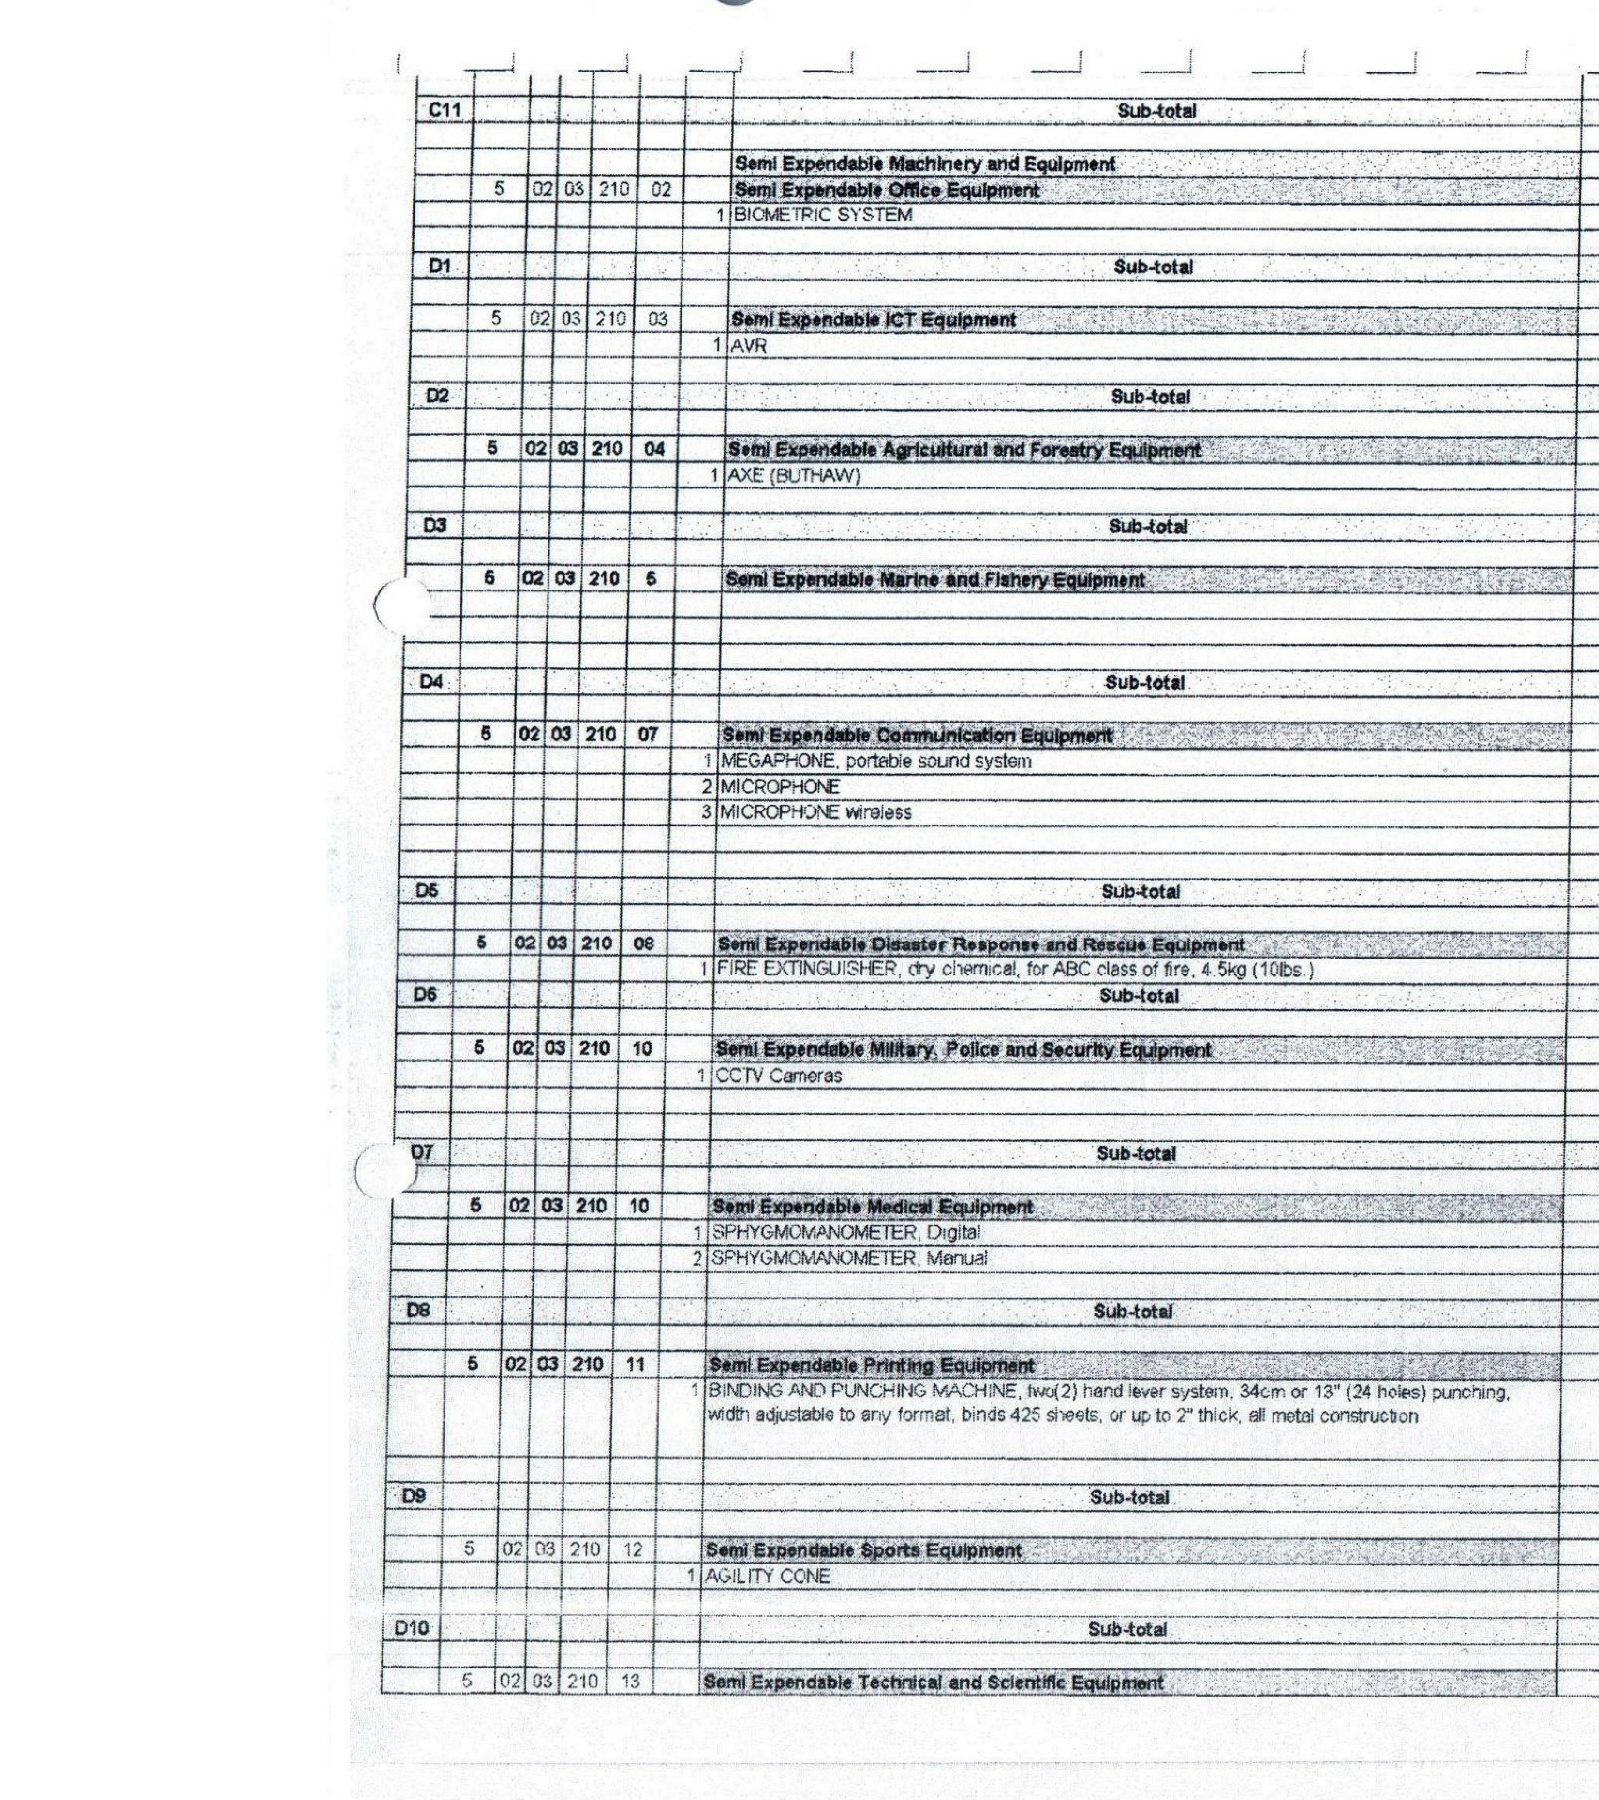 C11 Sub-total
Semi Expendable Machinery and Equipment
5 02 03 210 02 Semi Expendable Office Equipment
1 BIOMETRIC SYSTEM
D1 Sub-total
5 02 03 210 03 Semi Expendable ICT Equipment
1 AVR
D2 Sub-total
5 02 03 210 04 Semi Expendable Agricultural and Forestry Equipment
1 AXE (BUTHAW)
D3 Sub-total
5 02 03 210 5 Semi Expendable Marine and Fishery Equipment
D4 Sub-total
5 02 03 210 07 Semi Expendable Communication Equipment
1 MEGAPHONE, portable sound system
2 MICROPHONE
3 MICROPHONE wireless
D5 Sub-total
5 02 03 210 08 Semi Expendable Disaster Response and Rescue Equipment
1 FIRE EXTINGUISHER, dry chemical, for ABC class of fire, 4.5kg (10lbs.)
D6 Sub-total
5 02 03 210 10 Semi Expendable Military, Police and Security Equipment
1 CCTV Cameras
D7 Sub-total
5 02 03 210 10 Semi Expendable Medical Equipment
1 SPHYGMOMANOMETER, Digital
2 SPHYGMOMANOMETER, Manual
D8 Sub-total
5 02 03 210 11 Semi Expendable Printing Equipment
1 BINDING AND PUNCHING MACHINE, two(2) hand lever system, 34cm or 13" (24 holes) punching,
width adjustable to any format, binds 425 sheets, or up to 2" thick, all metal construction
D9 Sub-total
5 02 03 210 12 Semi Expendable Sports Equipment
1 AGILITY CONE
D10 Sub-total
5 02 03 210 13 Semi Expendable Technical and Scientific Equipment